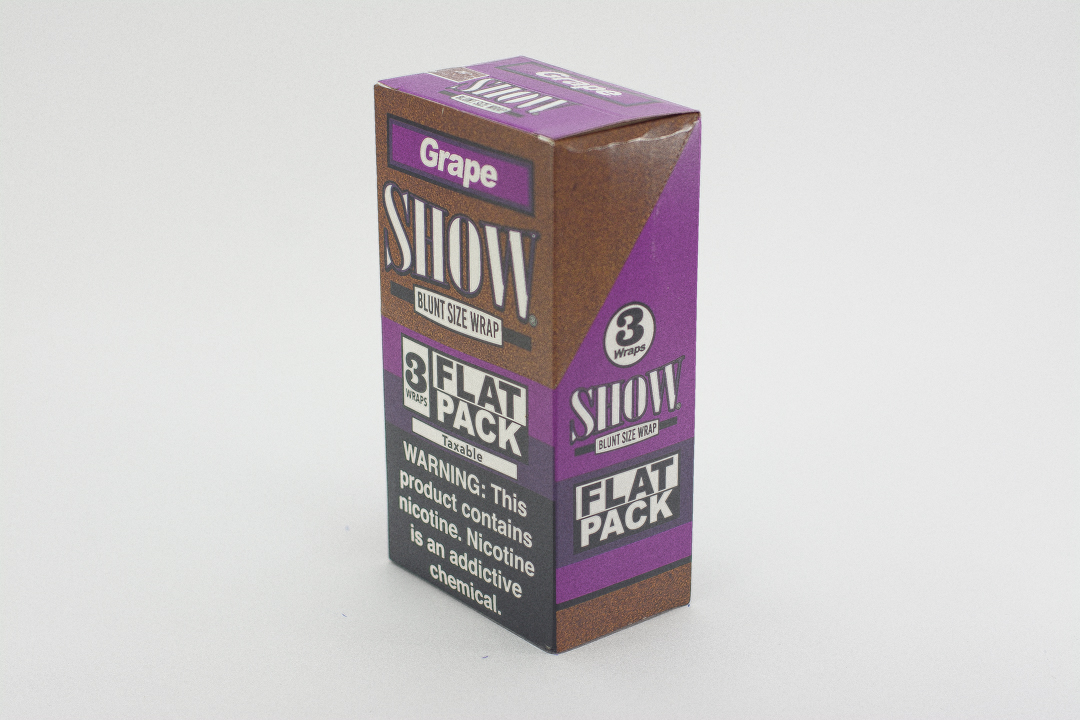 Grape
SHOW
BLUNT SIZE WRAP
Grape
SHOW®
BLUNT SIZE WRAP
3
WRAPS
FLAT
PACK
Taxable
WARNING: This
product contains
nicotine. Nicotine
is an addictive
chemical.
3
Wraps
SHOW®
BLUNT SIZE WRAP
FLAT
PACK